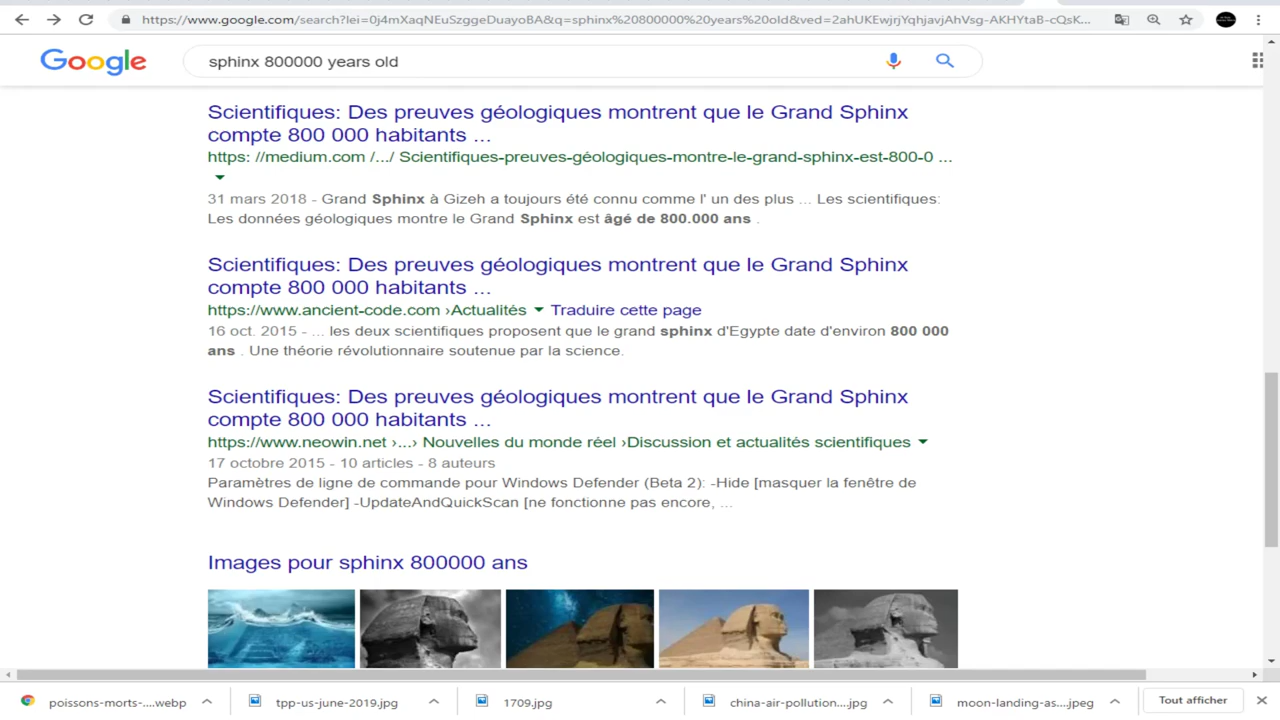 https://www.google.com/search?lei=0j4mXaqNEuSzggeDuayoBA&q=sphinx%20800000%20years%20old&ved=2ahUKEwjrjYqhjavjAhVsg-AKHYtaB-cQsK...
Google
sphinx 800000 years old
Scientifiques: Des preuves géologiques montrent que le Grand Sphinx
compte 800 000 habitants ...
https: //medium.com /.../ Scientifiques-preuves-géologiques-montre-le-grand-sphinx-est-800-0 ...
31 mars 2018 - Grand Sphinx à Gizeh a toujours été connu comme l' un des plus ... Les scientifiques:
Les données géologiques montre le Grand Sphinx est âgé de 800.000 ans .
Scientifiques: Des preuves géologiques montrent que le Grand Sphinx
compte 800 000 habitants ...
https://www.ancient-code.com ›Actualités Traduire cette page
16 oct. 2015 - ... les deux scientifiques proposent que le grand sphinx d'Egypte date d'environ 800 000
ans . Une théorie révolutionnaire soutenue par la science.
Scientifiques: Des preuves géologiques montrent que le Grand Sphinx
compte 800 000 habitants ...
https://www.neowin.net ›...› Nouvelles du monde réel ›Discussion et actualités scientifiques
17 octobre 2015 - 10 articles - 8 auteurs
Paramètres de ligne de commande pour Windows Defender (Beta 2): -Hide [masquer la fenêtre de
Windows Defender] -UpdateAndQuickScan [ne fonctionne pas encore, ...
Images pour sphinx 800000 ans
poissons-morts-....webp tpp-us-june-2019.jpg 1709.jpg china-air-pollution....jpg moon-landing-as....jpeg Tout afficher